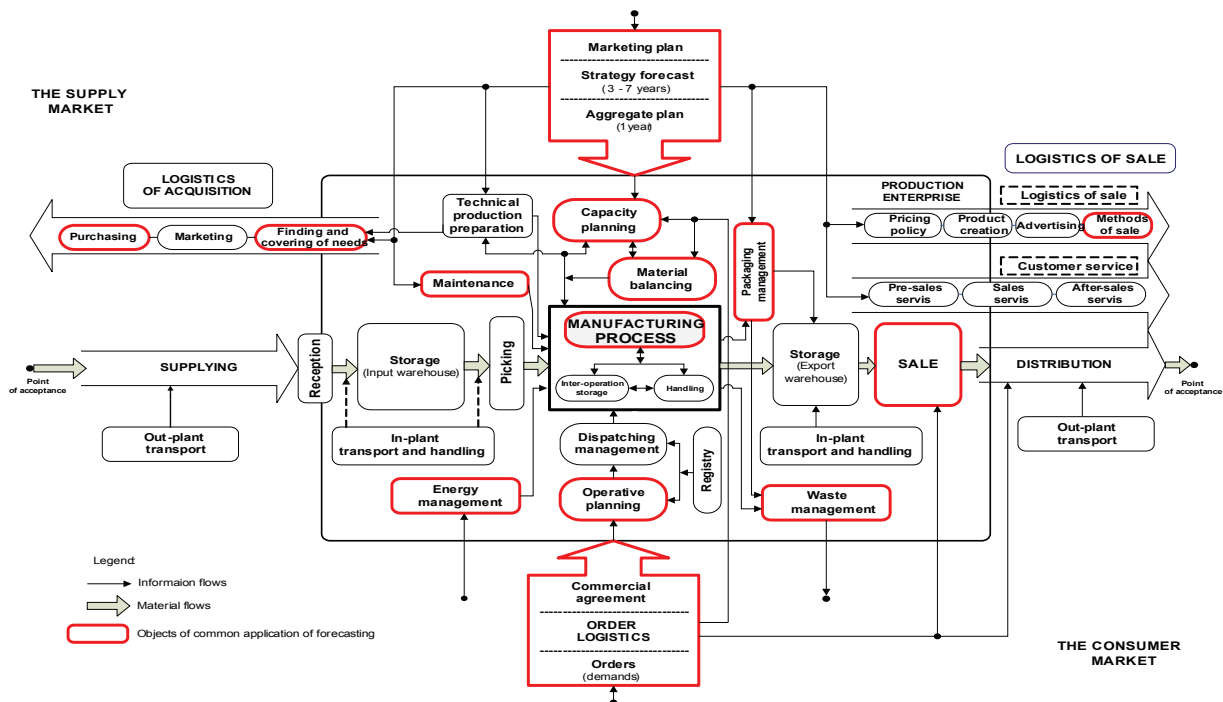 Marketing plan
Strategy forecast
(3 - 7 years)
Aggregate plan
(1 year)
THE SUPPLY
MARKET
LOGISTICS
OF ACQUISITION
LOGISTICS OF SALE
PRODUCTION
ENTERPRISE
Logistics of sale
Purchasing
Marketing
Finding and
covering of needs
Technical
production
preparation
Capacity
planning
Pricing
policy
Product
creation
Advertising
Methods
of sale
Material
balancing
Packaging
management
Customer service
Maintenance
Pre-sales
servis
Sales
servis
After-sales
servis
MANUFACTURING
PROCESS
Inter-operation
storage
Handling
Point
of acceptance
SUPPLYING
Reception
Storage
(Input warehouse)
Picking
Storage
(Export
warehouse)
SALE
DISTRIBUTION
Point
of acceptance
Out-plant
transport
In-plant
transport and handling
Dispatching
management
Registry
In-plant
transport and handling
Out-plant
transport
Energy
management
Operative
planning
Waste
management
Legend:
Informaion flows
Material flows
Objects of common application of forecasting
Commercial
agreement
ORDER
LOGISTICS
Orders
(demands)
THE CONSUMER
MARKET